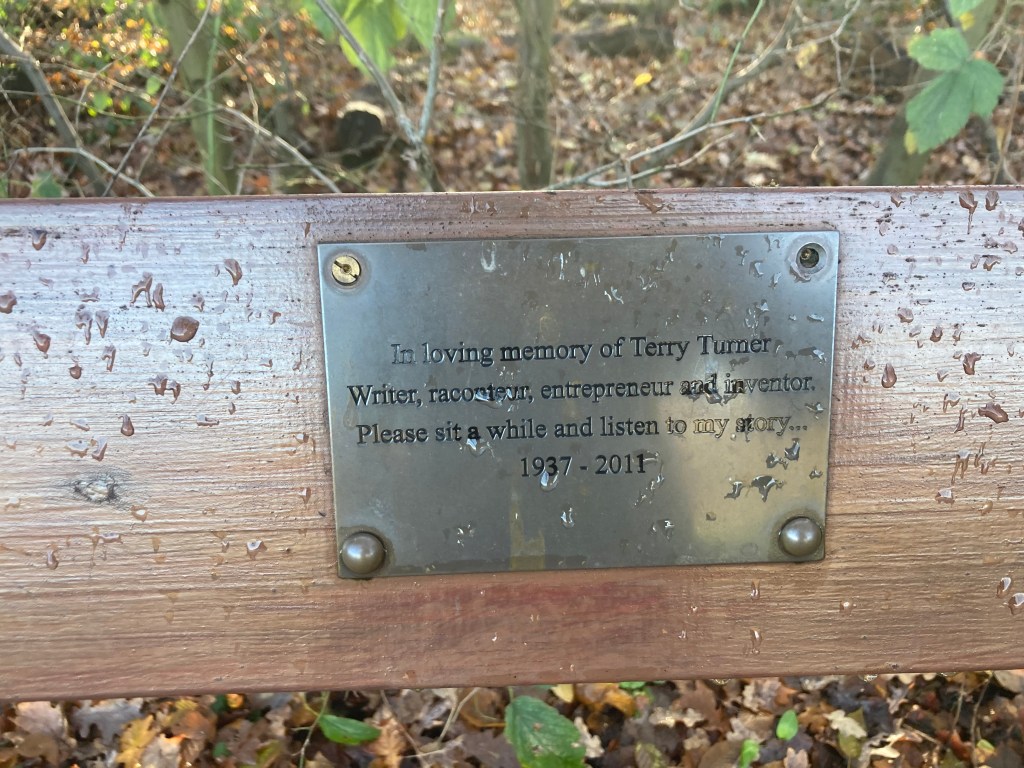 In loving memory of Terry Turner
Writer, raconteur, entrepreneur and inventor.
Please sit a while and listen to my story...
1937 - 2011